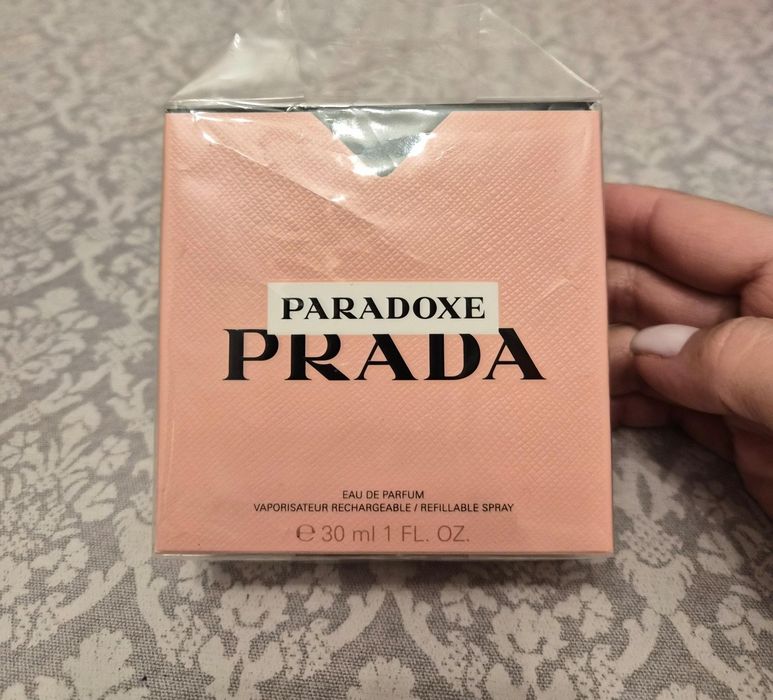 PARADOXE
PRADA
EAU DE PARFUM
VAPORISATEUR RECHARGEABLE / REFILLABLE SPRAY
℮ 30 ml 1 FL. OZ.